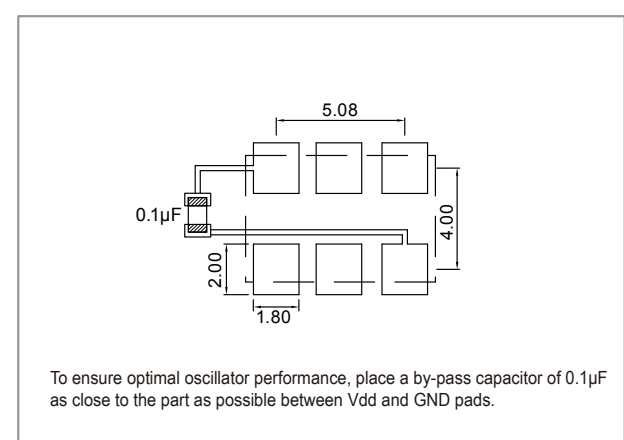 5.08
0.1µF
4.00
2.00
1.80
To ensure optimal oscillator performance, place a by-pass capacitor of 0.1µF
as close to the part as possible between Vdd and GND pads.